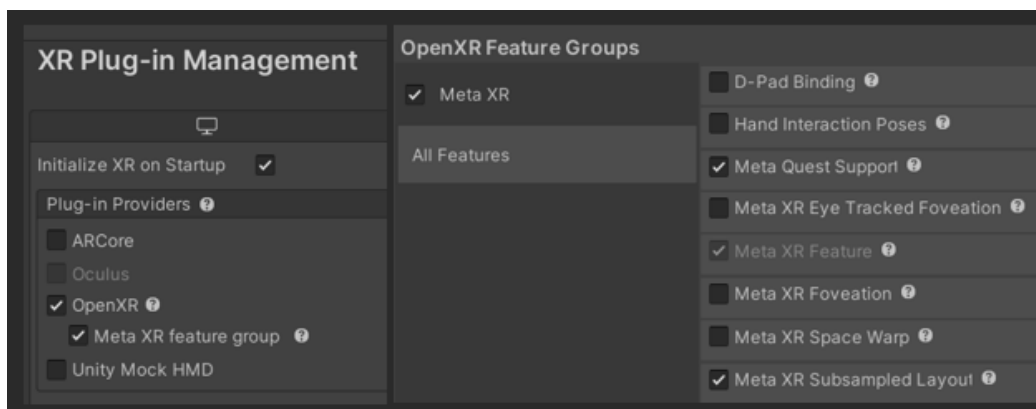 XR Plug-in Management
Initialize XR on Startup
Plug-in Providers
ARCore
Oculus
OpenXR
Meta XR feature group
Unity Mock HMD
OpenXR Feature Groups
Meta XR
All Features
D-Pad Binding
Hand Interaction Poses
Meta Quest Support
Meta XR Eye Tracked Foveation
Meta XR Feature
Meta XR Foveation
Meta XR Space Warp
Meta XR Subsampled Layout